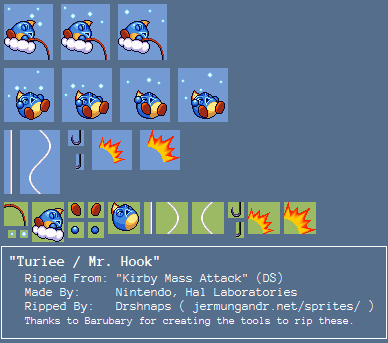 "Turiee / Mr. Hook"
Ripped From: "Kirby Mass Attack" (DS)
Made By: Nintendo, Hal Laboratories
Ripped By: Drshnaps ( jermungandr.net/sprites/ )
Thanks to Barubary for creating the tools to rip these.